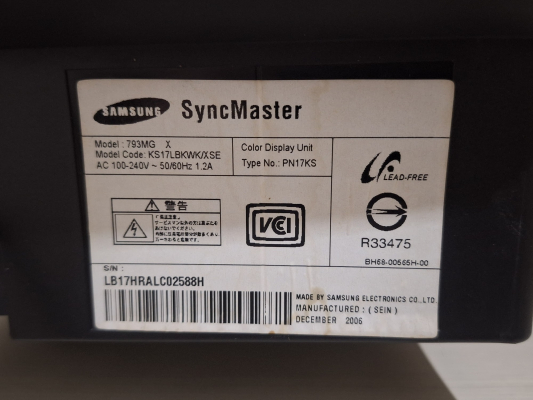 SAMSUNG SyncMaster
Model : 793MG X
Model Code: KS17LBKWK/XSE
AC 100-240V ~ 50/60Hz 1.2A
Color Display Unit
Type No.: PN17KS
LEAD-FREE
警告
VCCI
R33475
BH68-00565H-00
S/N :
LB17HRALC02588H
MADE BY SAMSUNG ELECTRONICS CO.,LTD.
MANUFACTURED : ( SEIN )
DECEMBER 2006